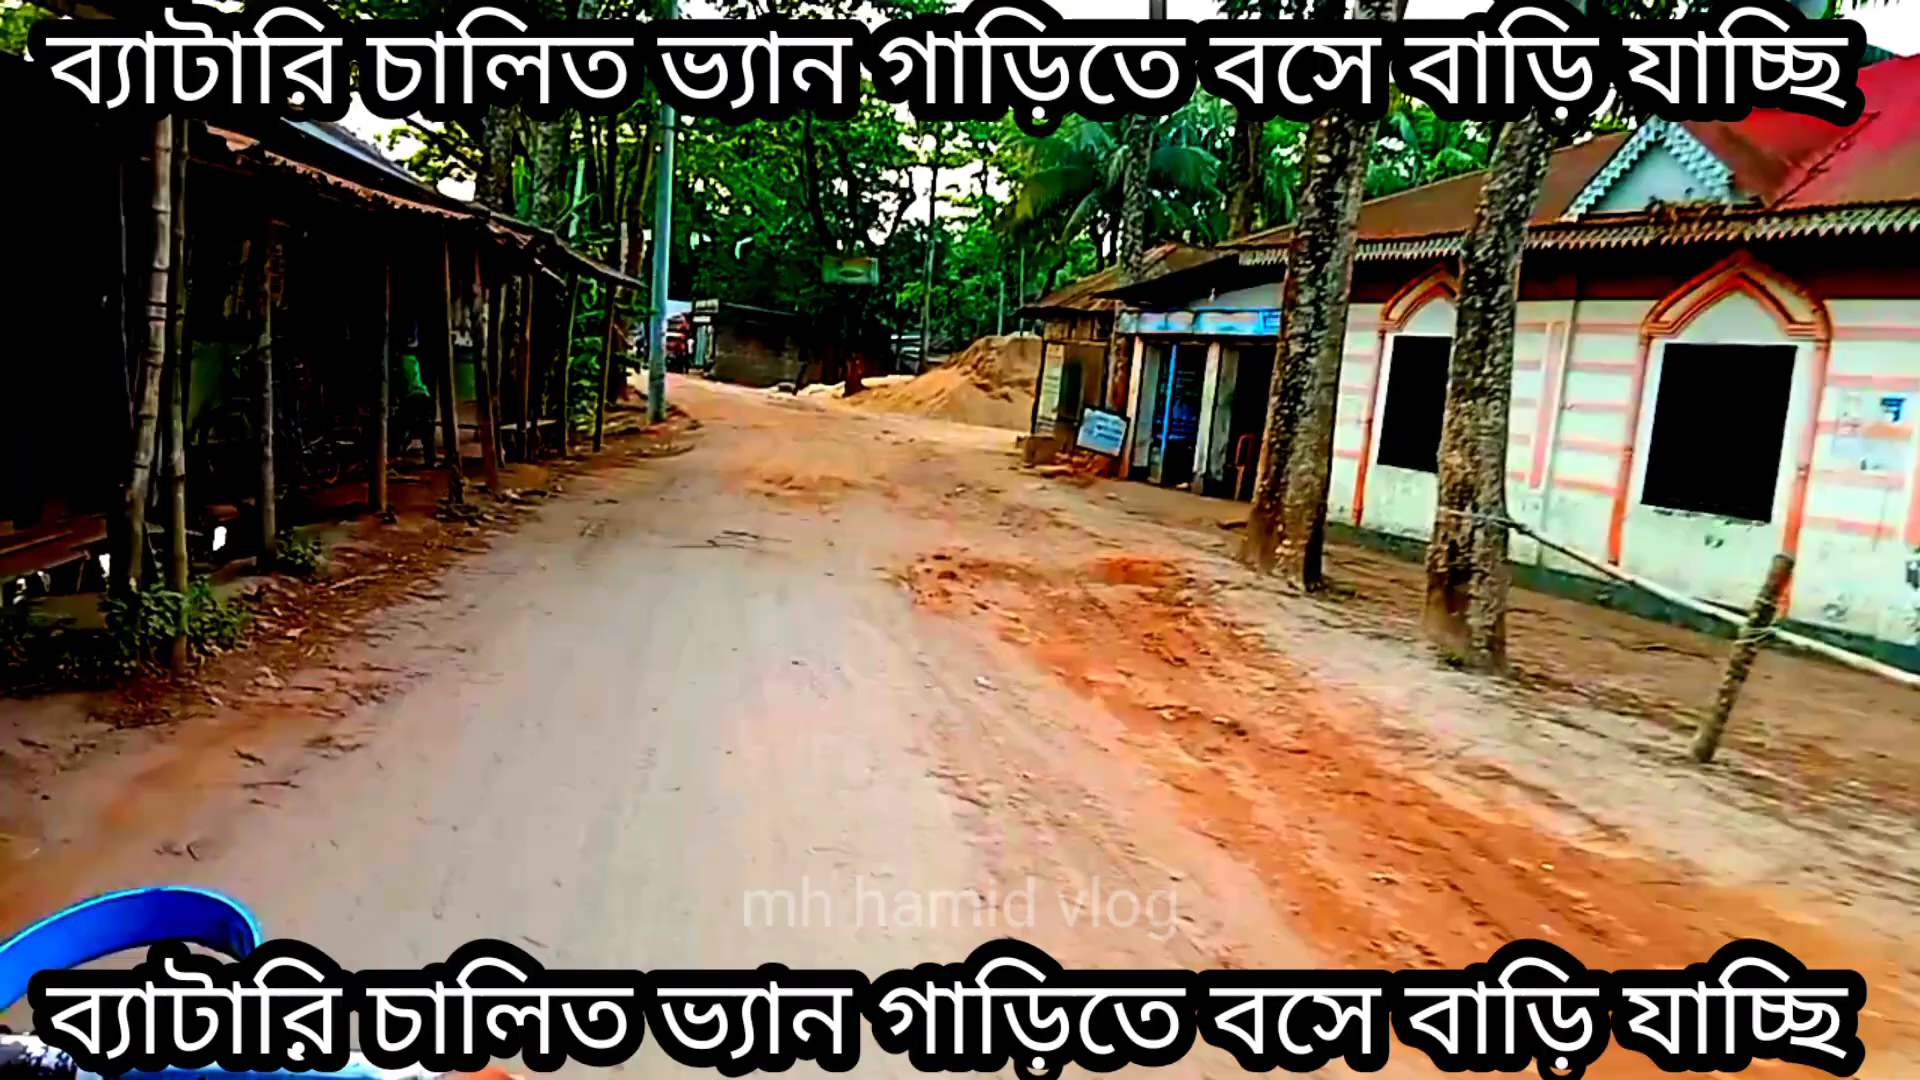 ব্যাটারি চালিত ভ্যান গাড়িতে বসে বাড়ি যাচ্ছি
mh hamid vlog
ব্যাটারি চালিত ভ্যান গাড়িতে বসে বাড়ি যাচ্ছি